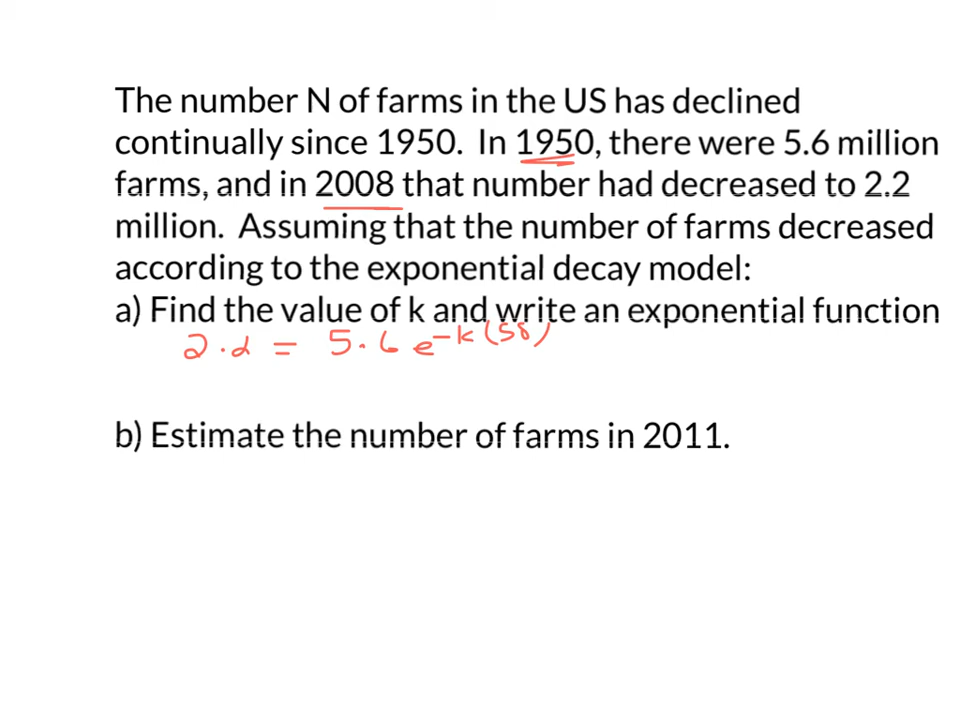 The number N of farms in the US has declined
continually since 1950. In 1950, there were 5.6 million
farms, and in 2008 that number had decreased to 2.2
million. Assuming that the number of farms decreased
according to the exponential decay model:
a) Find the value of k and write an exponential function
2.2 = 5.6 e^-k(58)
b) Estimate the number of farms in 2011.